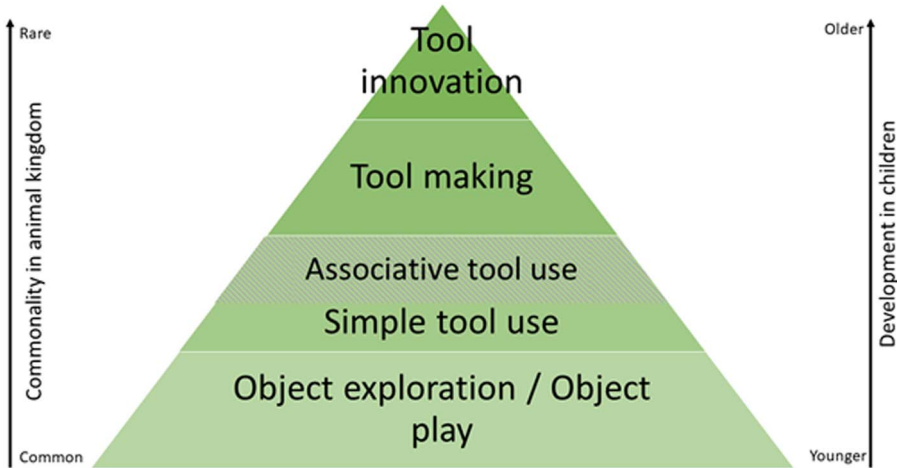 Rare
Older
Tool
innovation
Tool making
Associative tool use
Simple tool use
Object exploration / Object
play
Commonality in animal kingdom
Development in children
Common
Younger